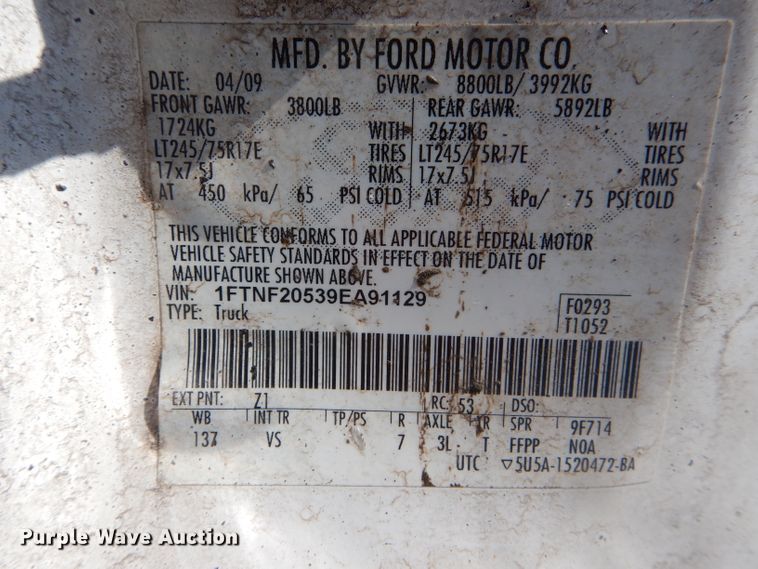 MFD. BY FORD MOTOR CO.
DATE: 04/09 GVWR: 8800LB/ 3992KG
FRONT GAWR: 3800LB REAR GAWR: 5892LB
1724KG WITH 2673KG WITH
LT245/75R17E TIRES LT245/75R17E TIRES
17x7.5J RIMS 17x7.5J RIMS
AT 450 kPa/ 65 PSI COLD AT 515 kPa/ 75 PSI COLD
THIS VEHICLE CONFORMS TO ALL APPLICABLE FEDERAL MOTOR
VEHICLE SAFETY STANDARDS IN EFFECT ON THE DATE OF
MANUFACTURE SHOWN ABOVE.
VIN: 1FTNF20539EA91129 F0293
TYPE: Truck T1052
EXT PNT: Z1 RC: 53 DSO:
WB INT TR TP/PS R AXLE TR SPR 9F714
137 VS 7 3L T FFPP N0A
UTC ▽5U5A-1520472-BA
Purple Wave Auction